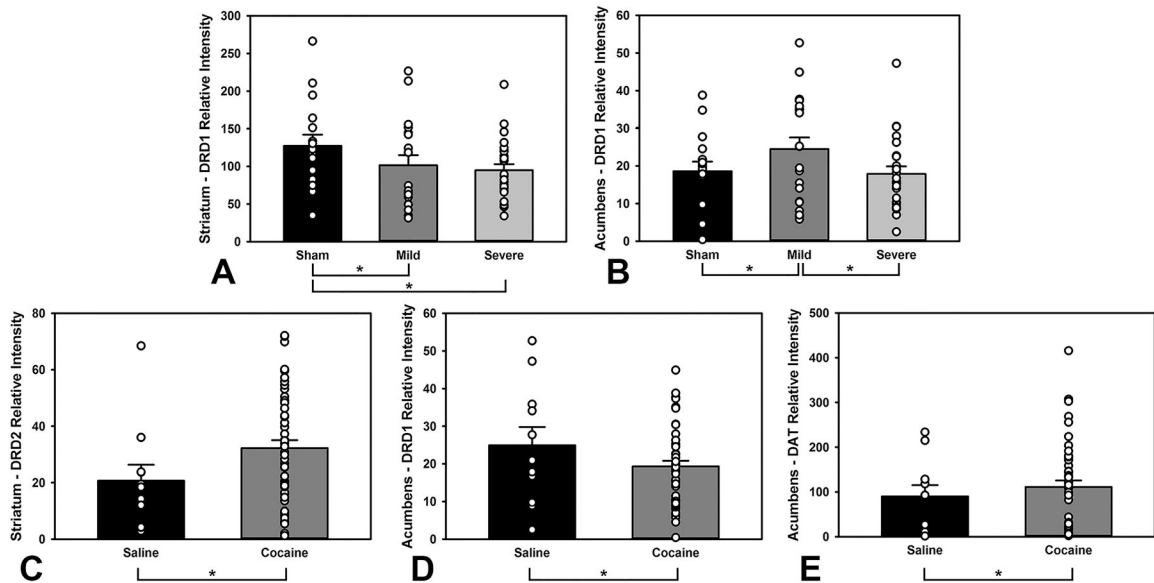 Striatum - DRD1 Relative Intensity
300
250
200
150
100
50
0
Sham Mild Severe
*
*
A
Acumbens - DRD1 Relative Intensity
60
50
40
30
20
10
0
Sham Mild Severe
* *
B
Striatum - DRD2 Relative Intensity
80
60
40
20
0
Saline Cocaine
*
C
Acumbens - DRD1 Relative Intensity
60
50
40
30
20
10
0
Saline Cocaine
*
D
Acumbens - DAT Relative Intensity
500
400
300
200
100
0
Saline Cocaine
*
E